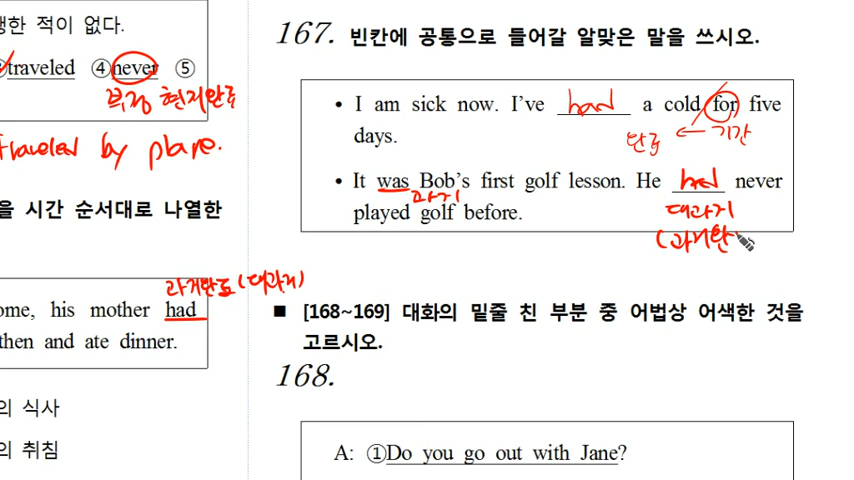 행한 적이 없다.
traveled ④never ⑤
부정 현재완료
traveled by plane.
을 시간 순서대로 나열한
과거완료(대과거)
ome, his mother had
then and ate dinner.
의 식사
의 취침
167. 빈칸에 공통으로 들어갈 알맞은 말을 쓰시오.
• I am sick now. I've had a cold for five
days.
완료 ← 기간
• It was Bob's first golf lesson. He had never
과거
played golf before.
대과거
(과거완
■ [168~169] 대화의 밑줄 친 부분 중 어법상 어색한 것을
고르시오.
168.
A: ①Do you go out with Jane?